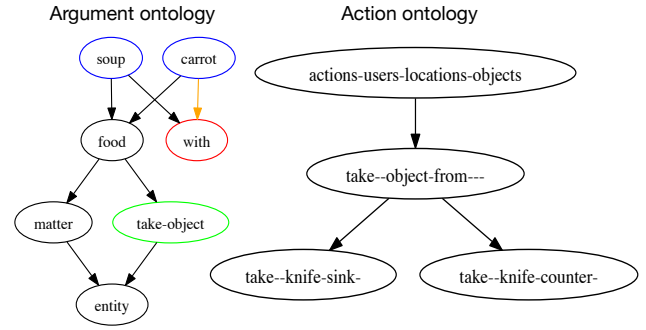 Argument ontology
Action ontology
soup
carrot
actions-users-locations-objects
food
with
take--object-from---
matter
take-object
take--knife-sink-
take--knife-counter-
entity